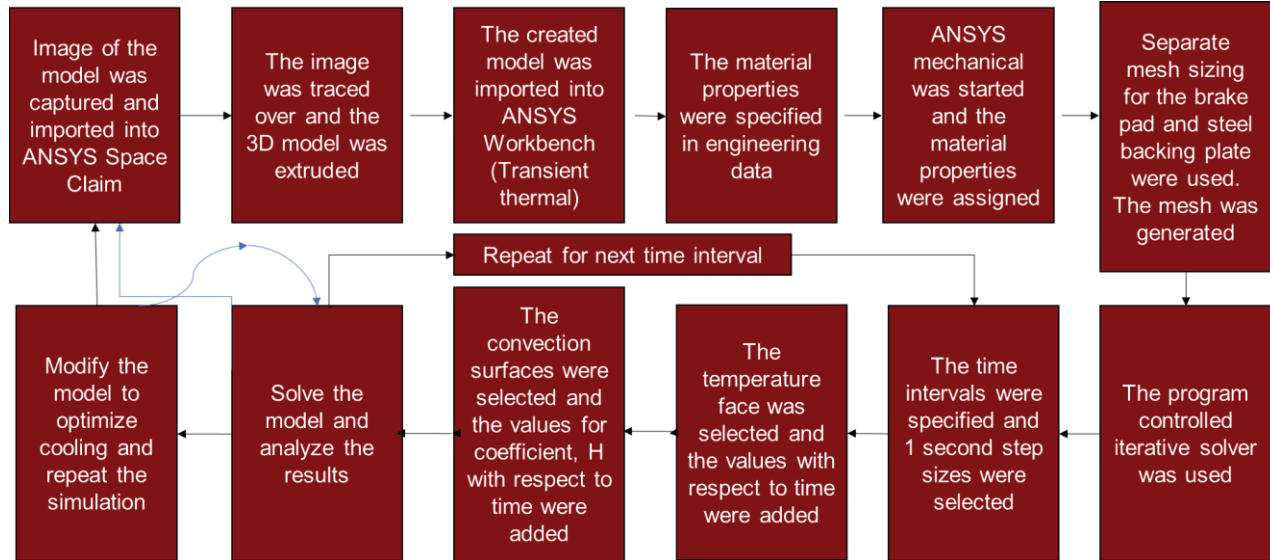 Image of the
model was
captured and
imported into
ANSYS Space
Claim
The image
was traced
over and the
3D model was
extruded
The created
model was
imported into
ANSYS
Workbench
(Transient
thermal)
The material
properties
were specified
in engineering
data
ANSYS
mechanical
was started
and the
material
properties
were assigned
Separate
mesh sizing
for the brake
pad and steel
backing plate
were used.
The mesh was
generated
Repeat for next time interval
Modify the
model to
optimize
cooling and
repeat the
simulation
Solve the
model and
analyze the
results
The
convection
surfaces were
selected and
the values for
coefficient, H
with respect to
time were
added
The
temperature
face was
selected and
the values with
respect to time
were added
The time
intervals were
specified and
1 second step
sizes were
selected
The program
controlled
iterative solver
was used